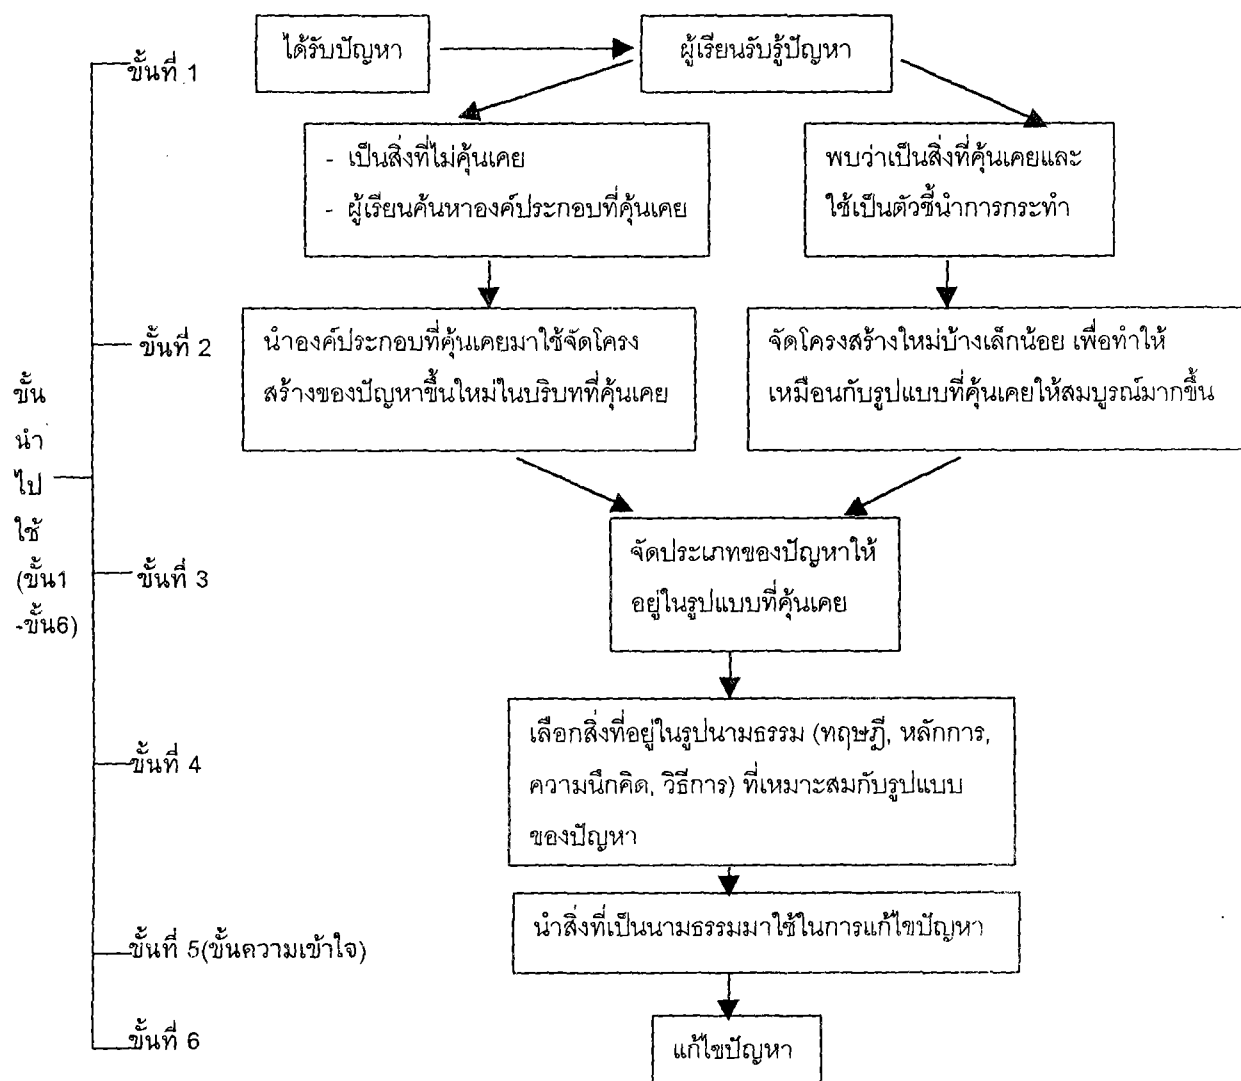 ได้รับปัญหา
ผู้เรียนรับรู้ปัญหา
ขั้นที่ 1
- เป็นสิ่งที่ไม่คุ้นเคย
- ผู้เรียนค้นหาองค์ประกอบที่คุ้นเคย
พบว่าเป็นสิ่งที่คุ้นเคยและ
ใช้เป็นตัวชี้นำการกระทำ
ขั้นที่ 2
นำองค์ประกอบที่คุ้นเคยมาใช้จัดโครง
สร้างของปัญหาขึ้นใหม่ในบริบทที่คุ้นเคย
จัดโครงสร้างใหม่บ้างเล็กน้อย เพื่อทำให้
เหมือนกับรูปแบบที่คุ้นเคยให้สมบูรณ์มากขึ้น
ขั้น
นำ
ไป
ใช้
(ขั้น1
-ขั้น6)
ขั้นที่ 3
จัดประเภทของปัญหาให้
อยู่ในรูปแบบที่คุ้นเคย
ขั้นที่ 4
เลือกสิ่งที่อยู่ในรูปนามธรรม (ทฤษฎี, หลักการ,
ความนึกคิด, วิธีการ) ที่เหมาะสมกับรูปแบบ
ของปัญหา
ขั้นที่ 5(ขั้นความเข้าใจ)
นำสิ่งที่เป็นนามธรรมมาใช้ในการแก้ไขปัญหา
ขั้นที่ 6
แก้ไขปัญหา